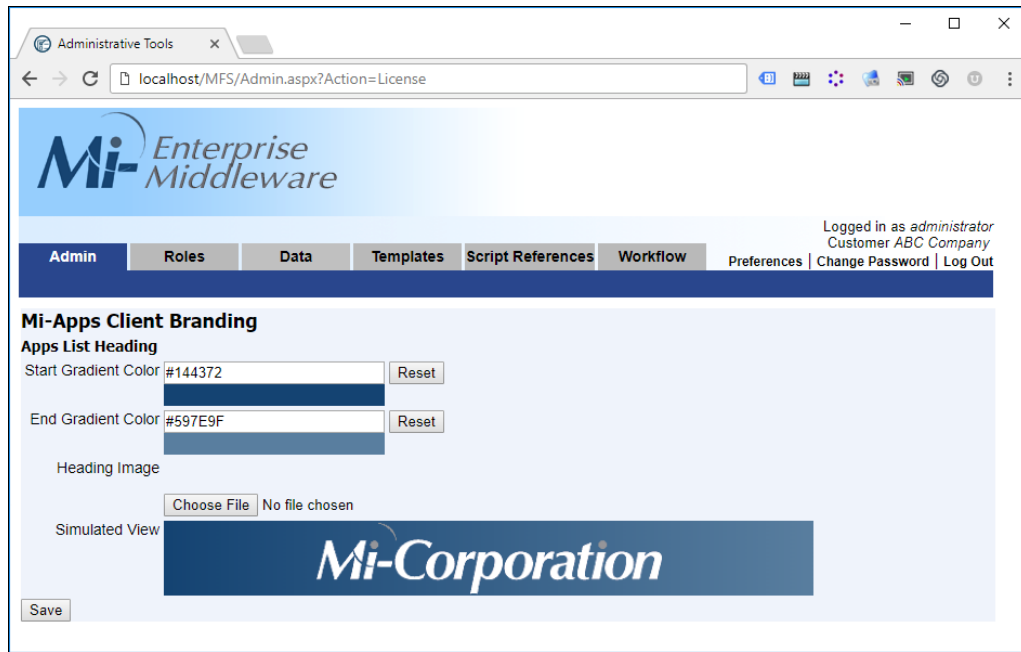 Administrative Tools
localhost/MFS/Admin.aspx?Action=License
Mi- Enterprise
Middleware
Logged in as administrator
Customer ABC Company
Preferences | Change Password | Log Out
Admin Roles Data Templates Script References Workflow
Mi-Apps Client Branding
Apps List Heading
Start Gradient Color #144372 Reset
End Gradient Color #597E9F Reset
Heading Image
Choose File No file chosen
Simulated View
Mi-Corporation
Save